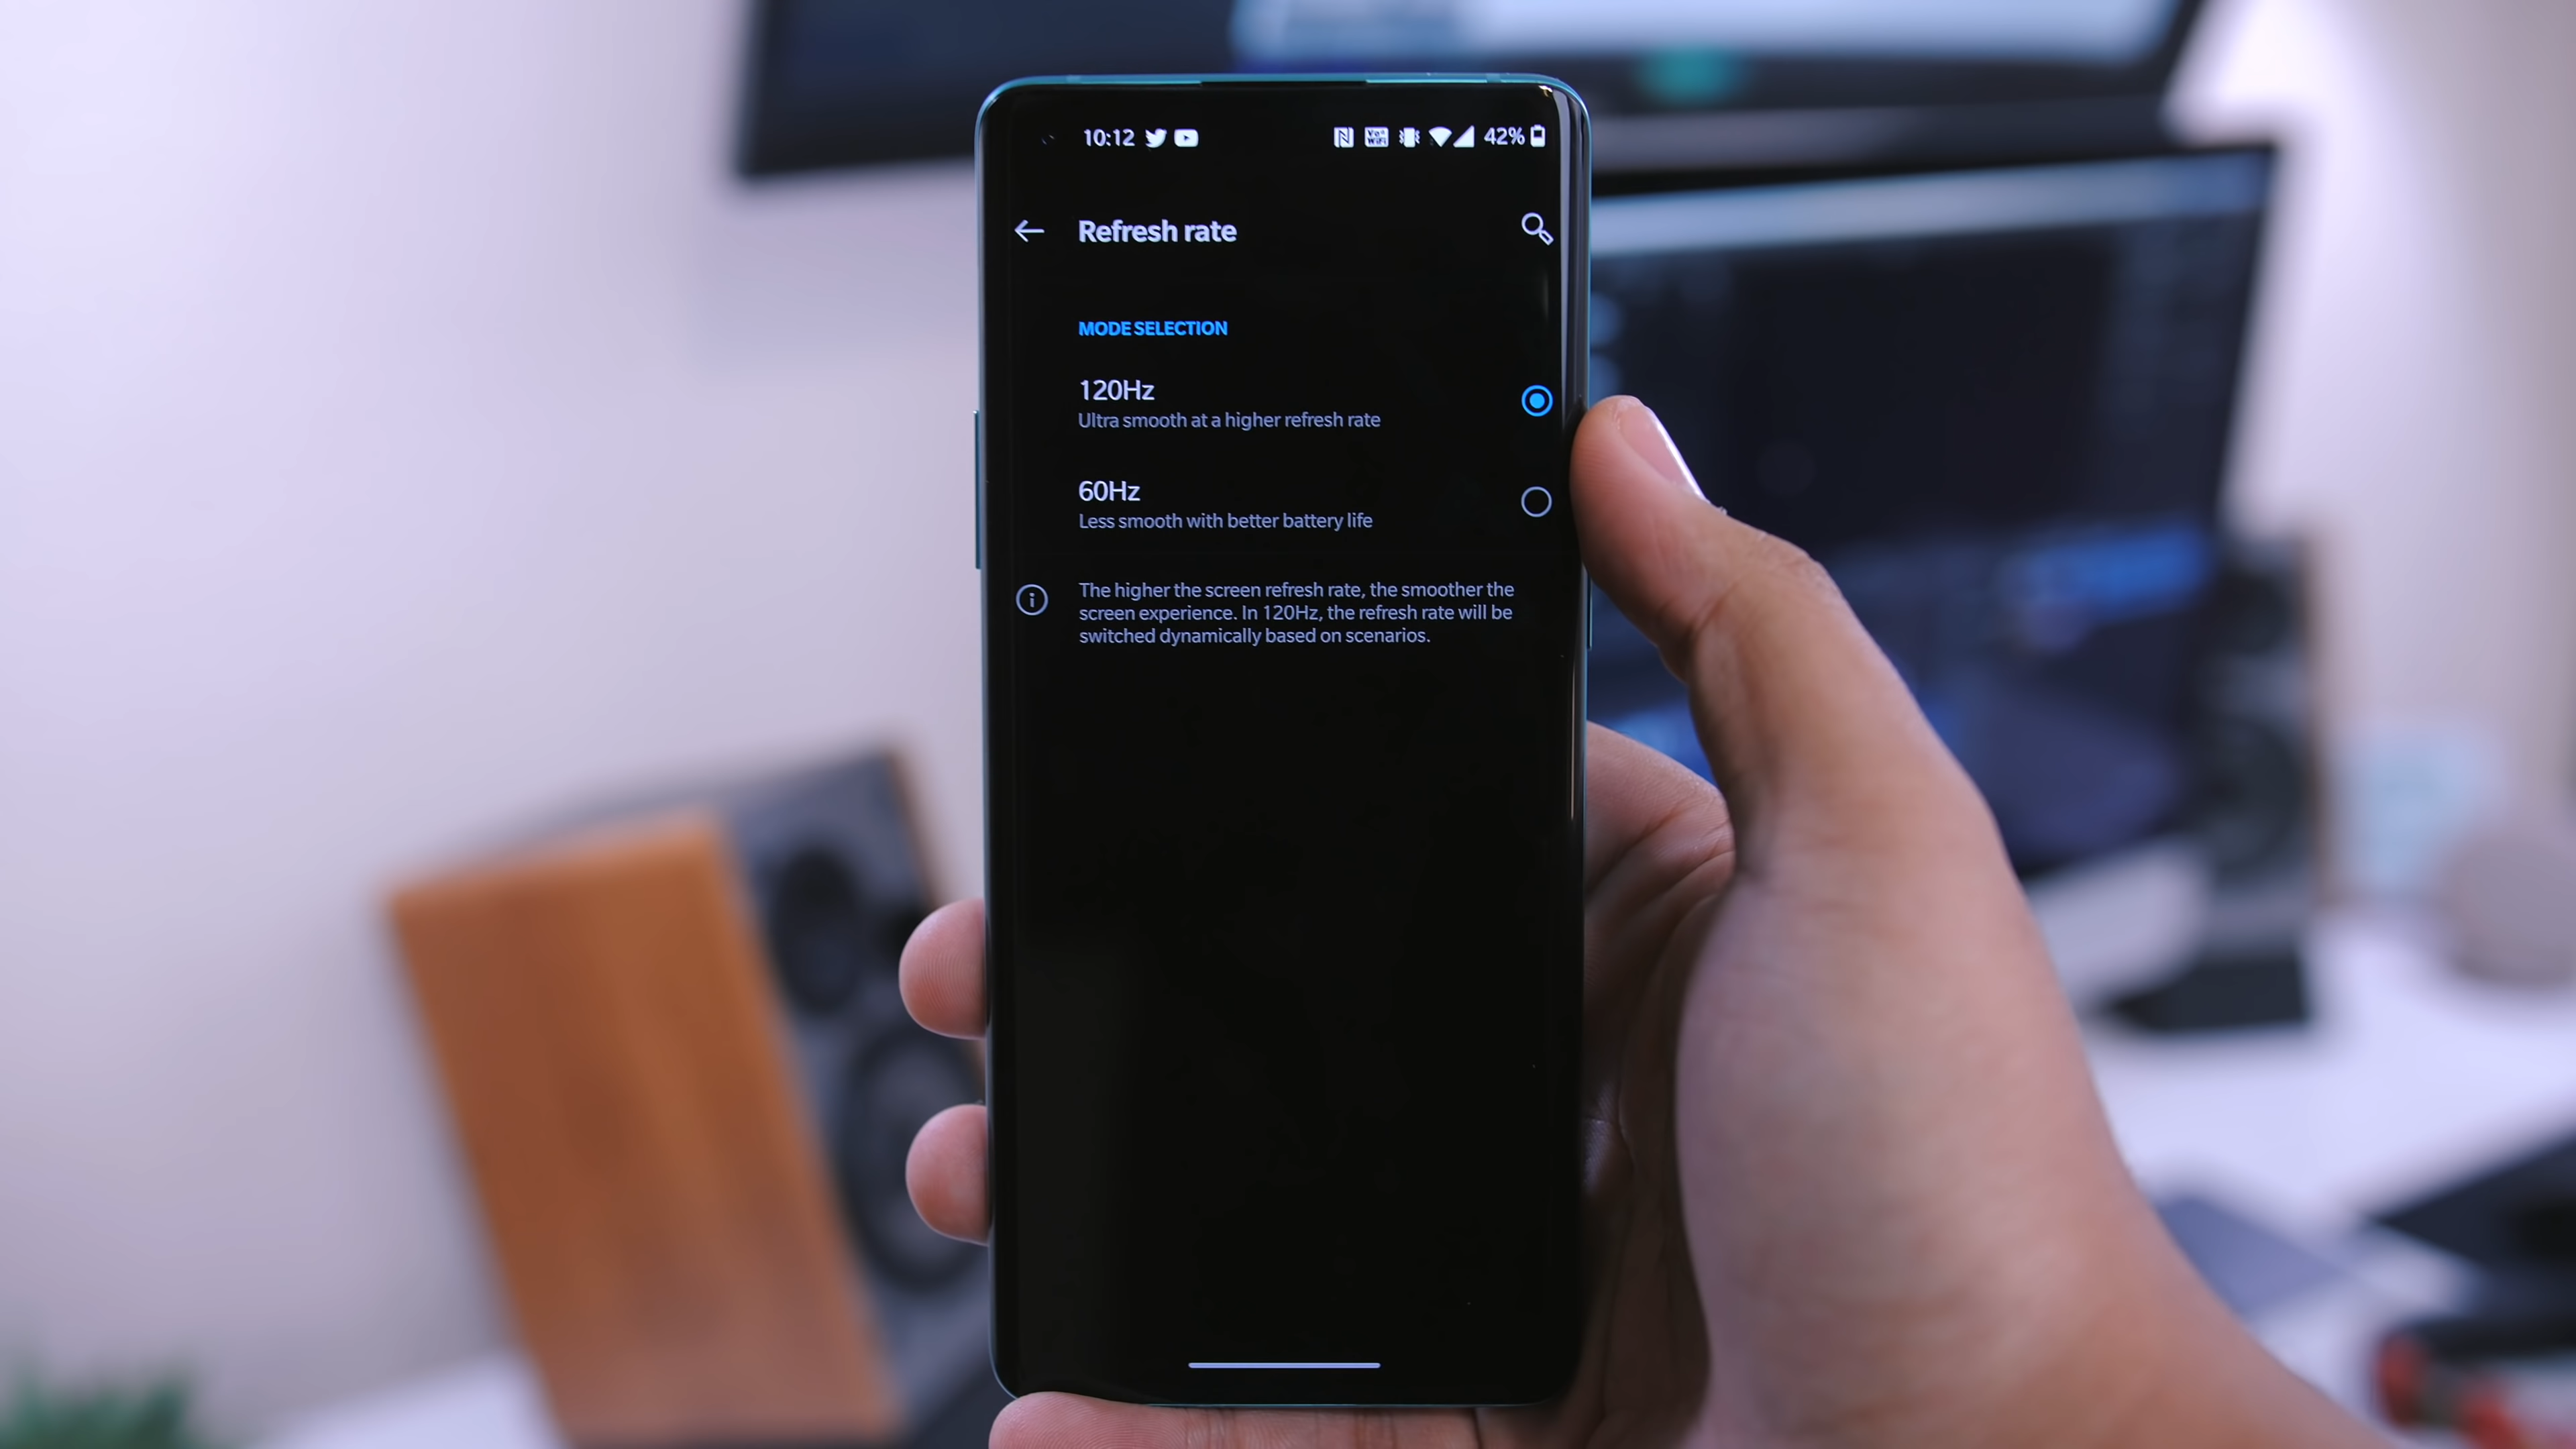 10:12 42%
Refresh rate
MODE SELECTION
120Hz
Ultra smooth at a higher refresh rate
60Hz
Less smooth with better battery life
The higher the screen refresh rate, the smoother the
screen experience. In 120Hz, the refresh rate will be
switched dynamically based on scenarios.